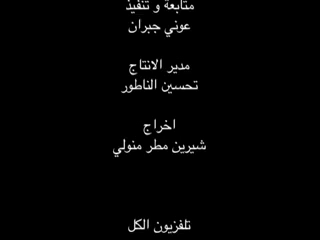 متابعة و تنفيذ
عوني جبران
مدير الانتاج
تحسين الناطور
اخراج
شيرين مطر منولي
تلفزيون الكل